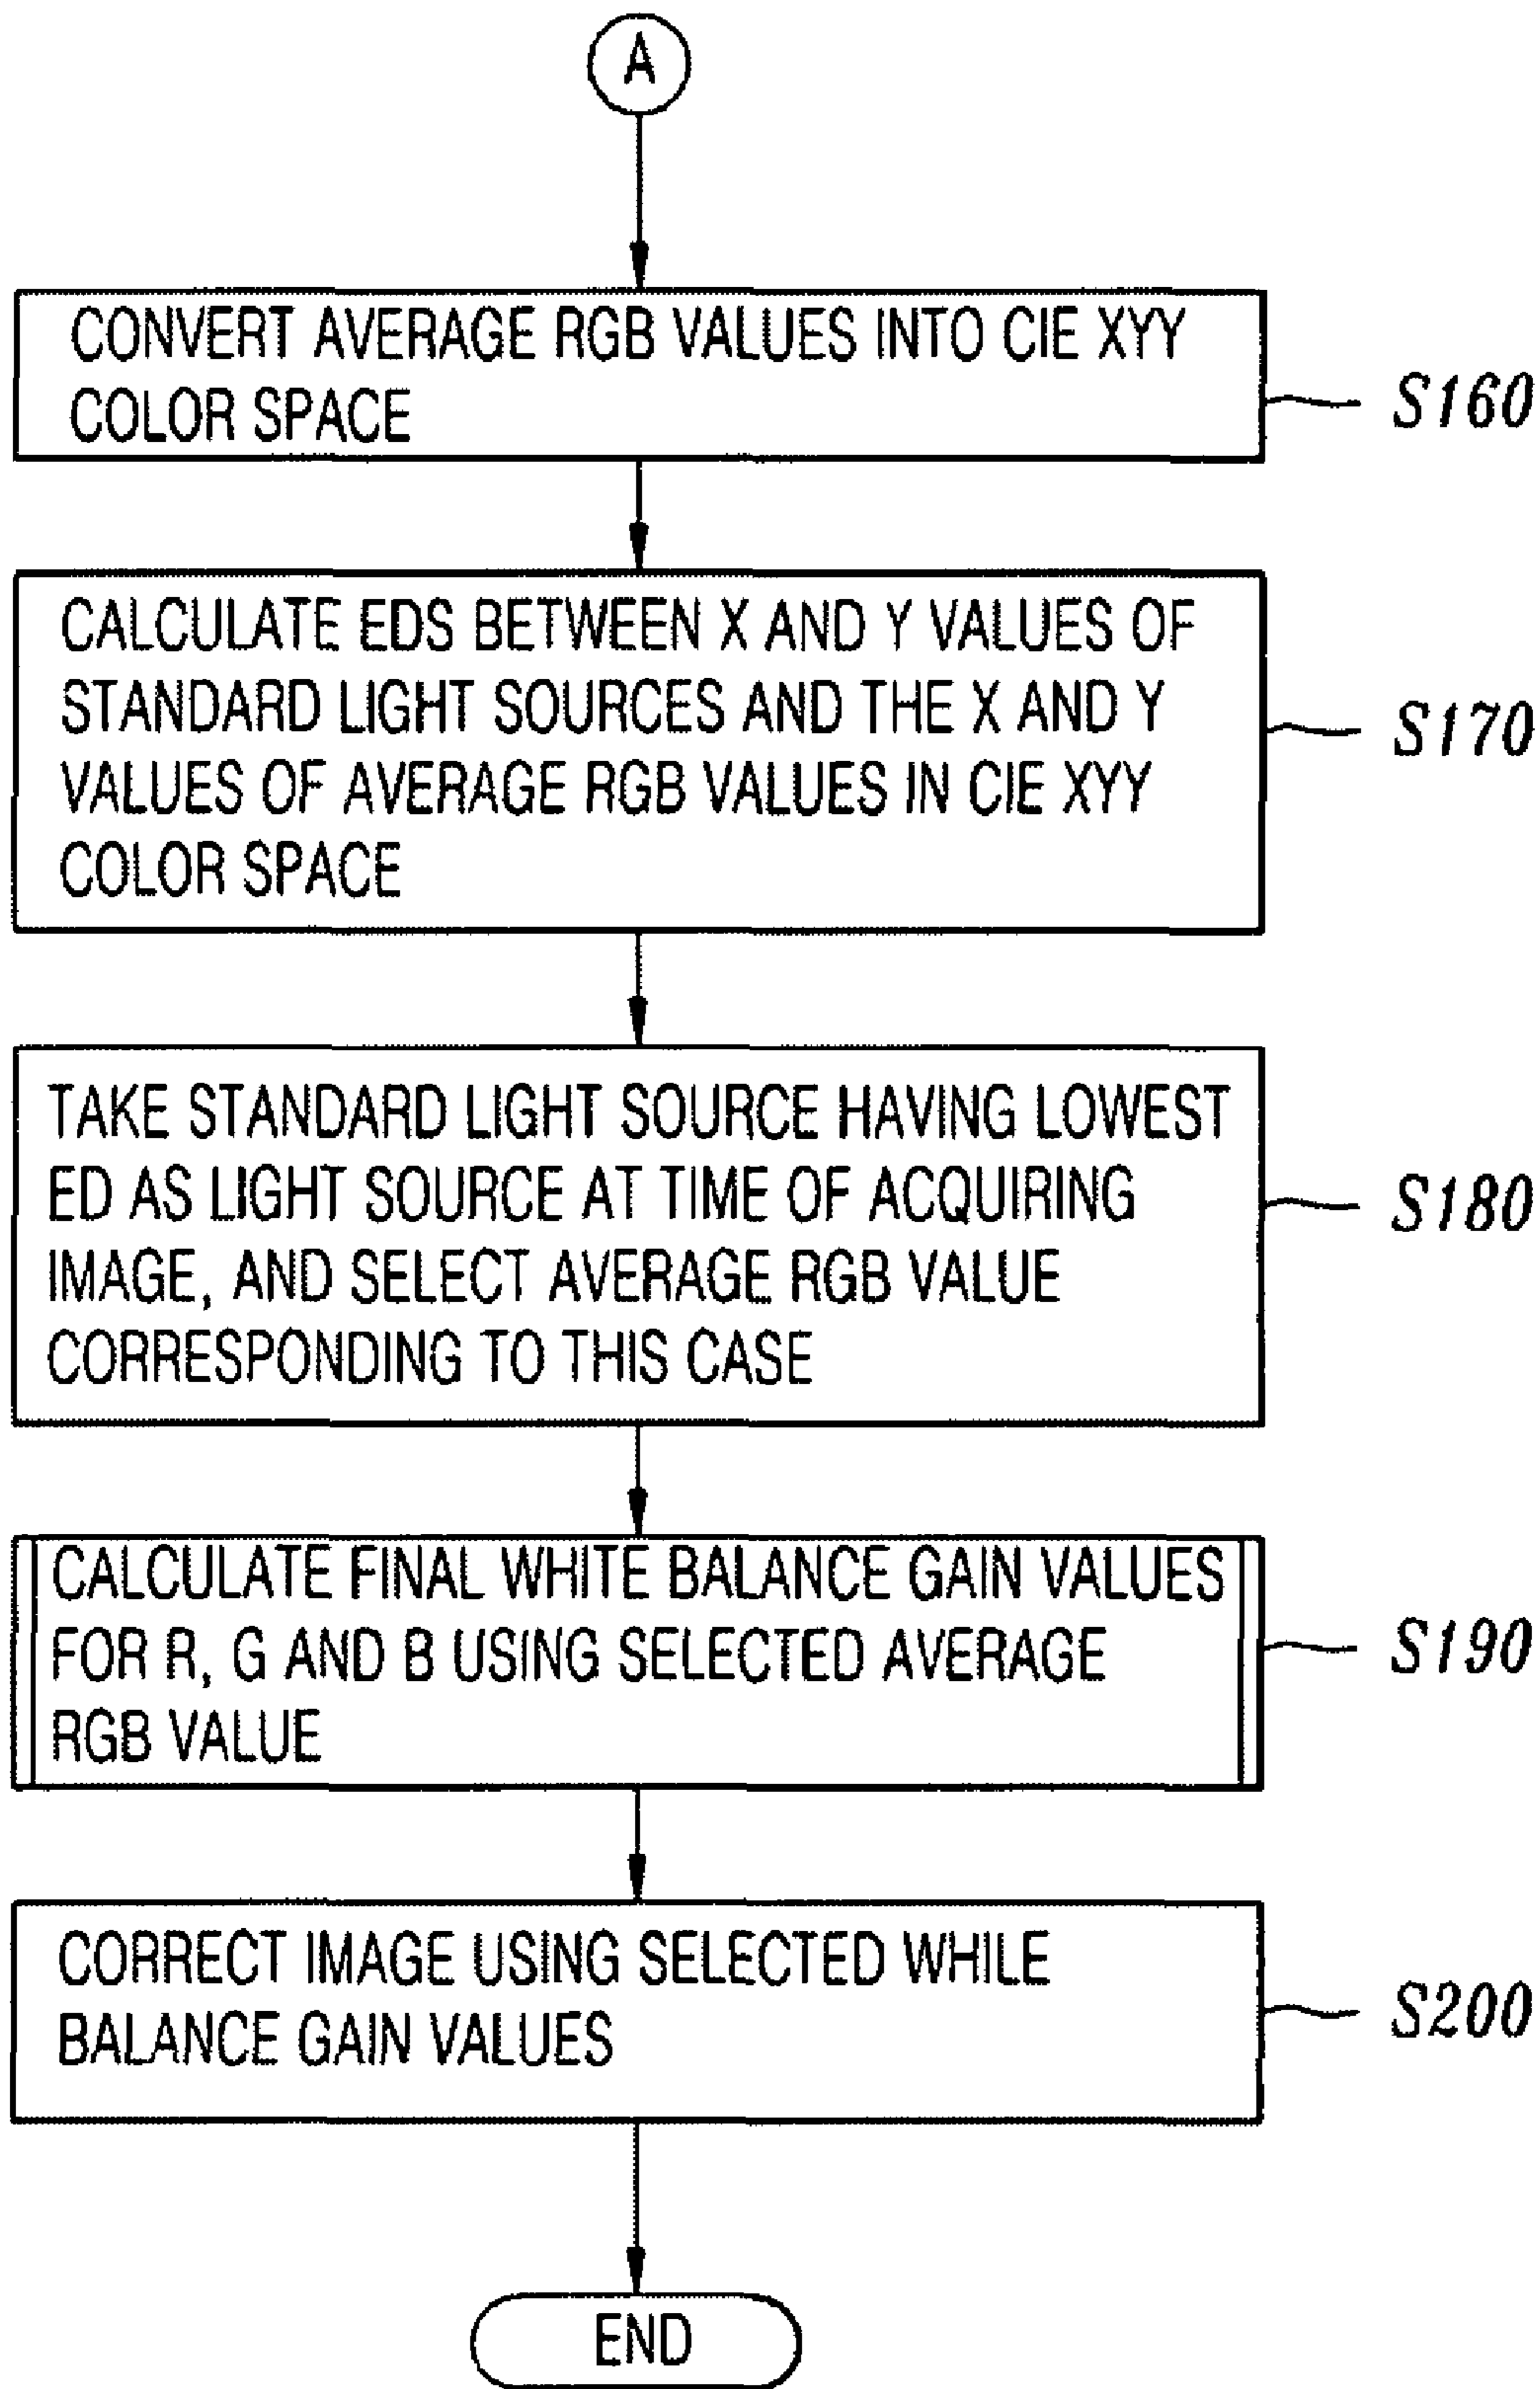 A
CONVERT AVERAGE RGB VALUES INTO CIE XYY
COLOR SPACE
S160
CALCULATE EDS BETWEEN X AND Y VALUES OF
STANDARD LIGHT SOURCES AND THE X AND Y
VALUES OF AVERAGE RGB VALUES IN CIE XYY
COLOR SPACE
S170
TAKE STANDARD LIGHT SOURCE HAVING LOWEST
ED AS LIGHT SOURCE AT TIME OF ACQUIRING
IMAGE, AND SELECT AVERAGE RGB VALUE
CORRESPONDING TO THIS CASE
S180
CALCULATE FINAL WHITE BALANCE GAIN VALUES
FOR R, G AND B USING SELECTED AVERAGE
RGB VALUE
S190
CORRECT IMAGE USING SELECTED WHILE
BALANCE GAIN VALUES
S200
END